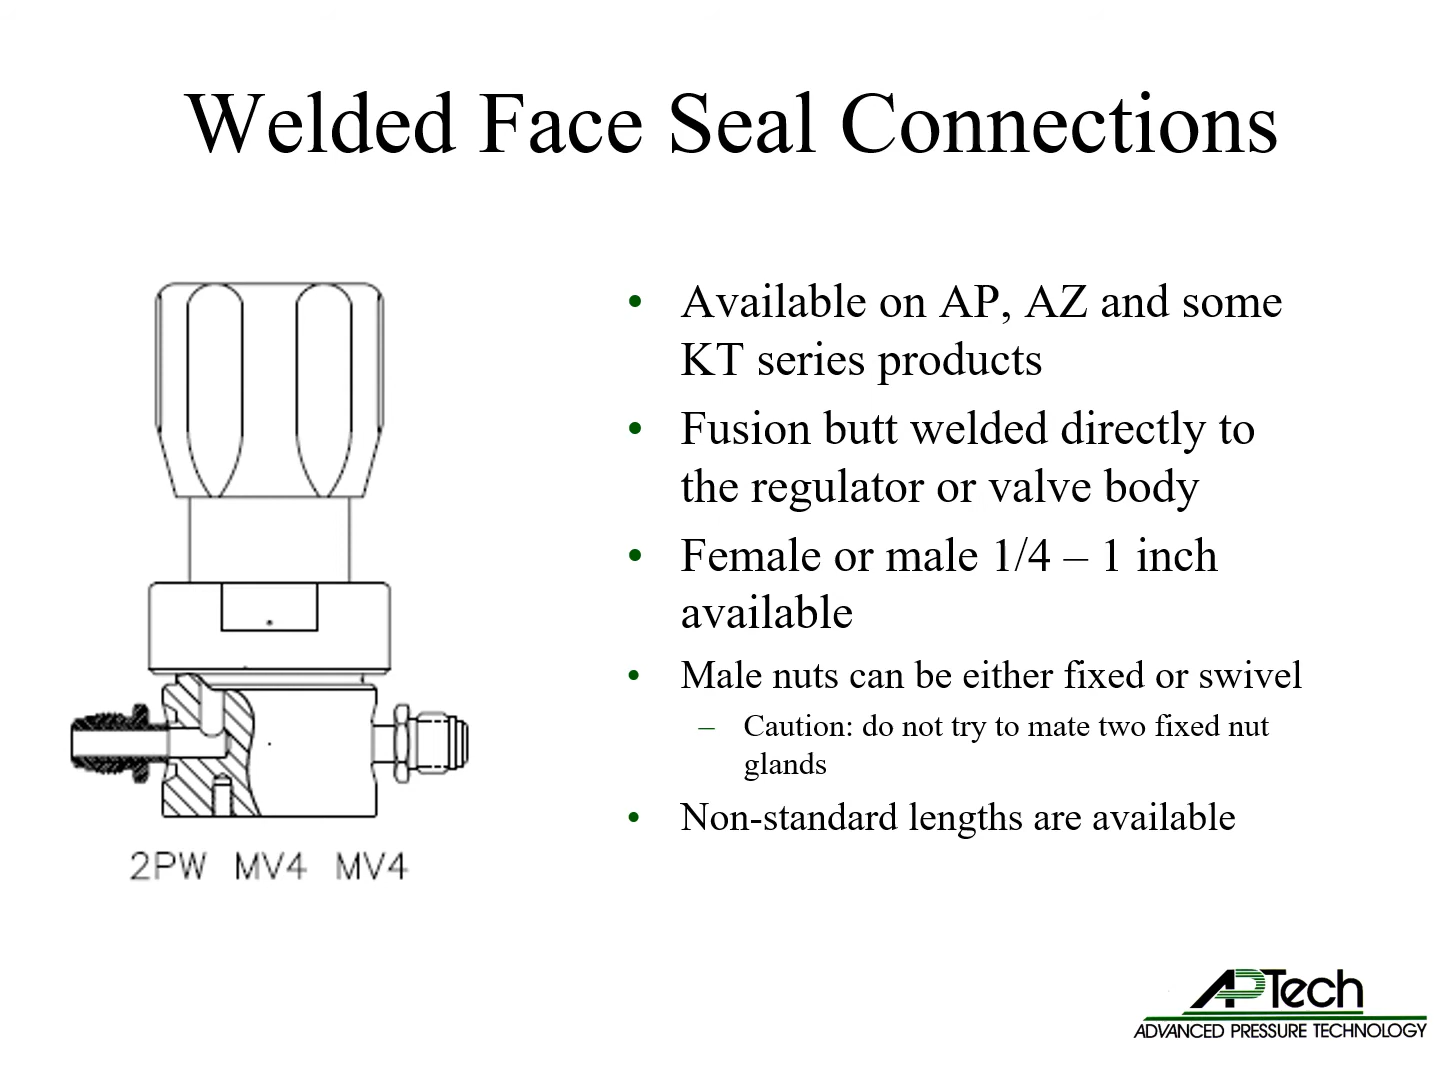 Welded Face Seal Connections
• Available on AP, AZ and some
KT series products
• Fusion butt welded directly to
the regulator or valve body
• Female or male 1/4 – 1 inch
available
• Male nuts can be either fixed or swivel
– Caution: do not try to mate two fixed nut
glands
• Non-standard lengths are available
2PW MV4 MV4
APTech
ADVANCED PRESSURE TECHNOLOGY